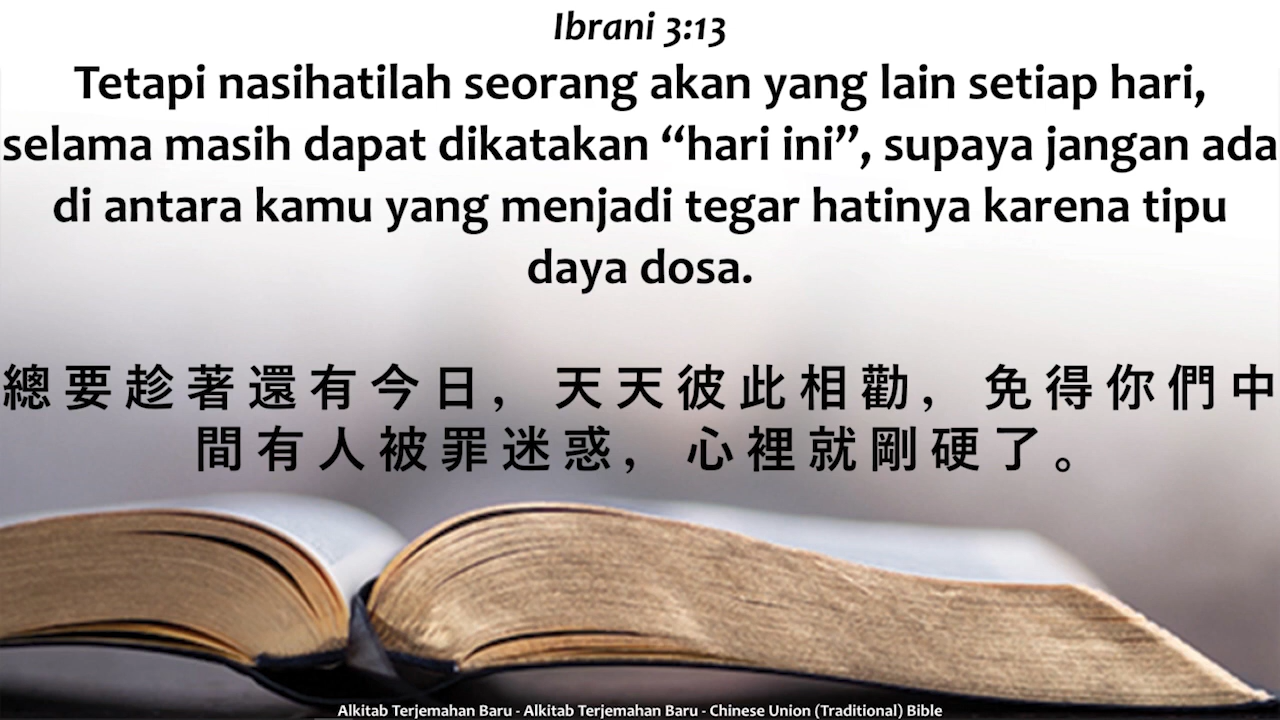 Ibrani 3:13
Tetapi nasihatilah seorang akan yang lain setiap hari,
selama masih dapat dikatakan “hari ini”, supaya jangan ada
di antara kamu yang menjadi tegar hatinya karena tipu
daya dosa.
總要趁著還有今日，天天彼此相勸，免得你們中
間有人被罪迷惑，心裡就剛硬了。
Alkitab Terjemahan Baru - Alkitab Terjemahan Baru - Chinese Union (Traditional) Bible